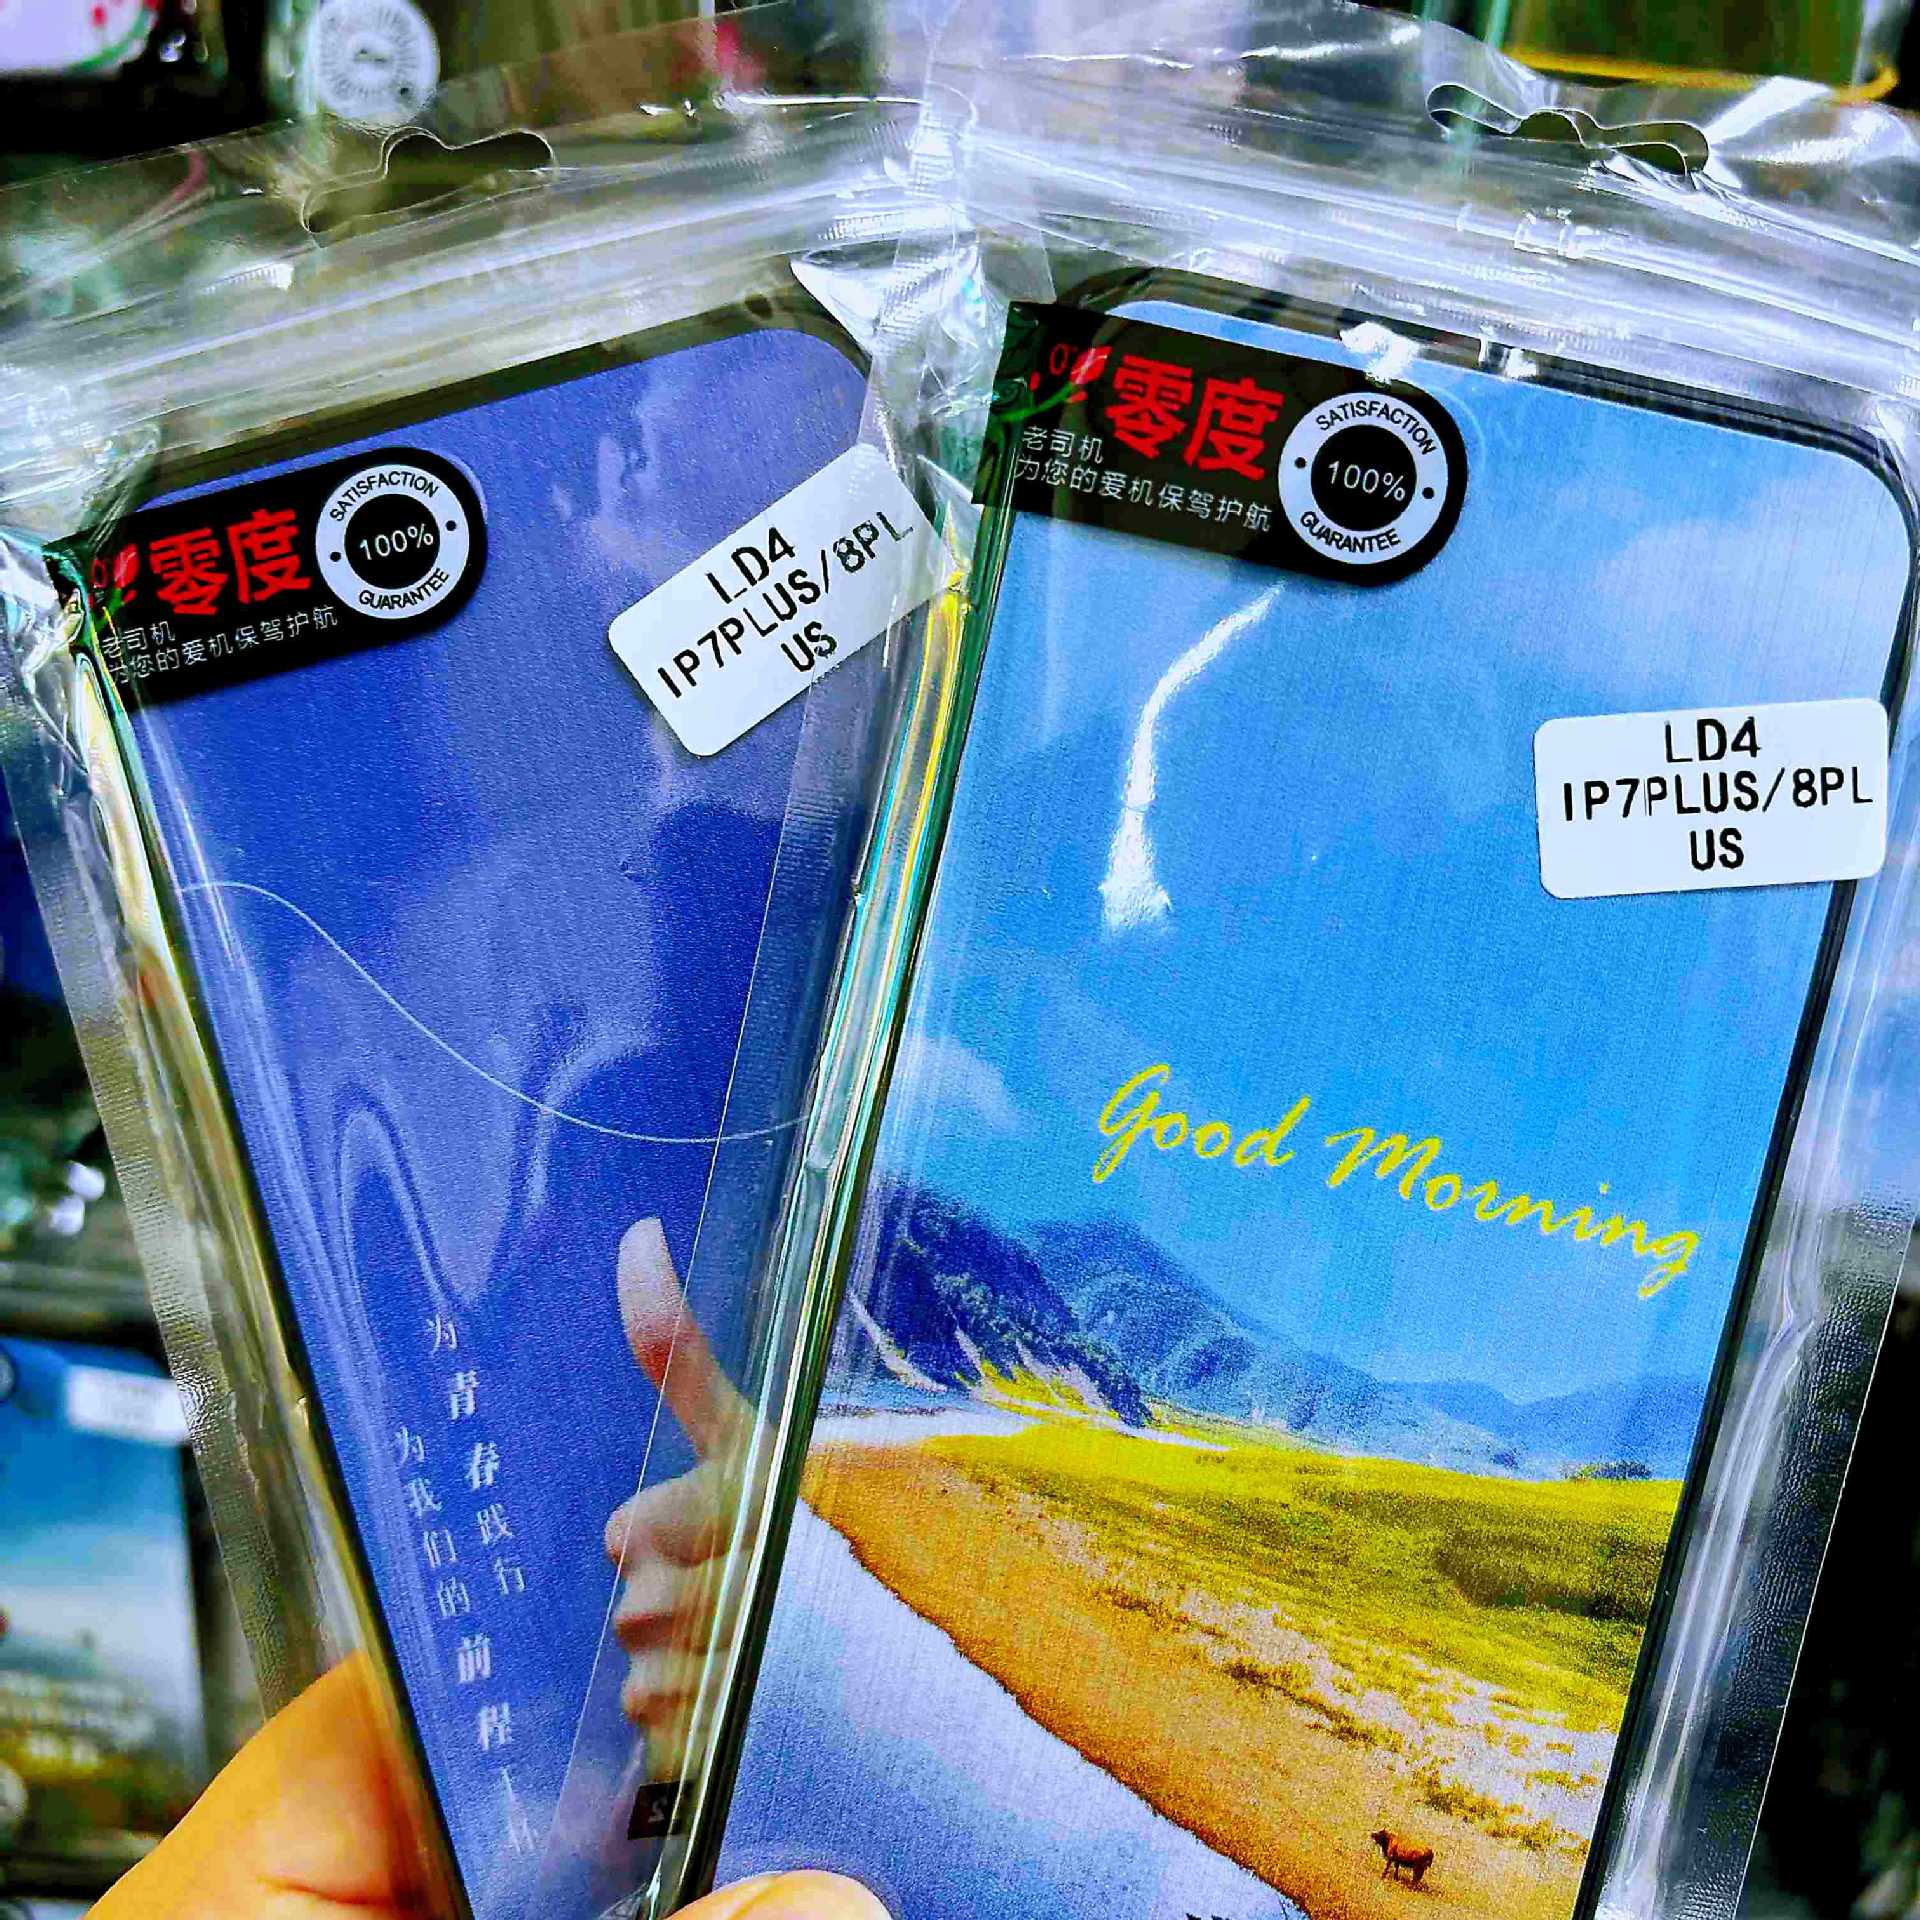 零度
老司机
为您的爱机保驾护航
SATISFACTION
100%
GUARANTEE
LD4
IP7PLUS/8PL
US
为青春践行
为我们的前程
零度
老司机
为您的爱机保驾护航
SATISFACTION
100%
GUARANTEE
LD4
IP7PLUS/8PL
US
Good Morning